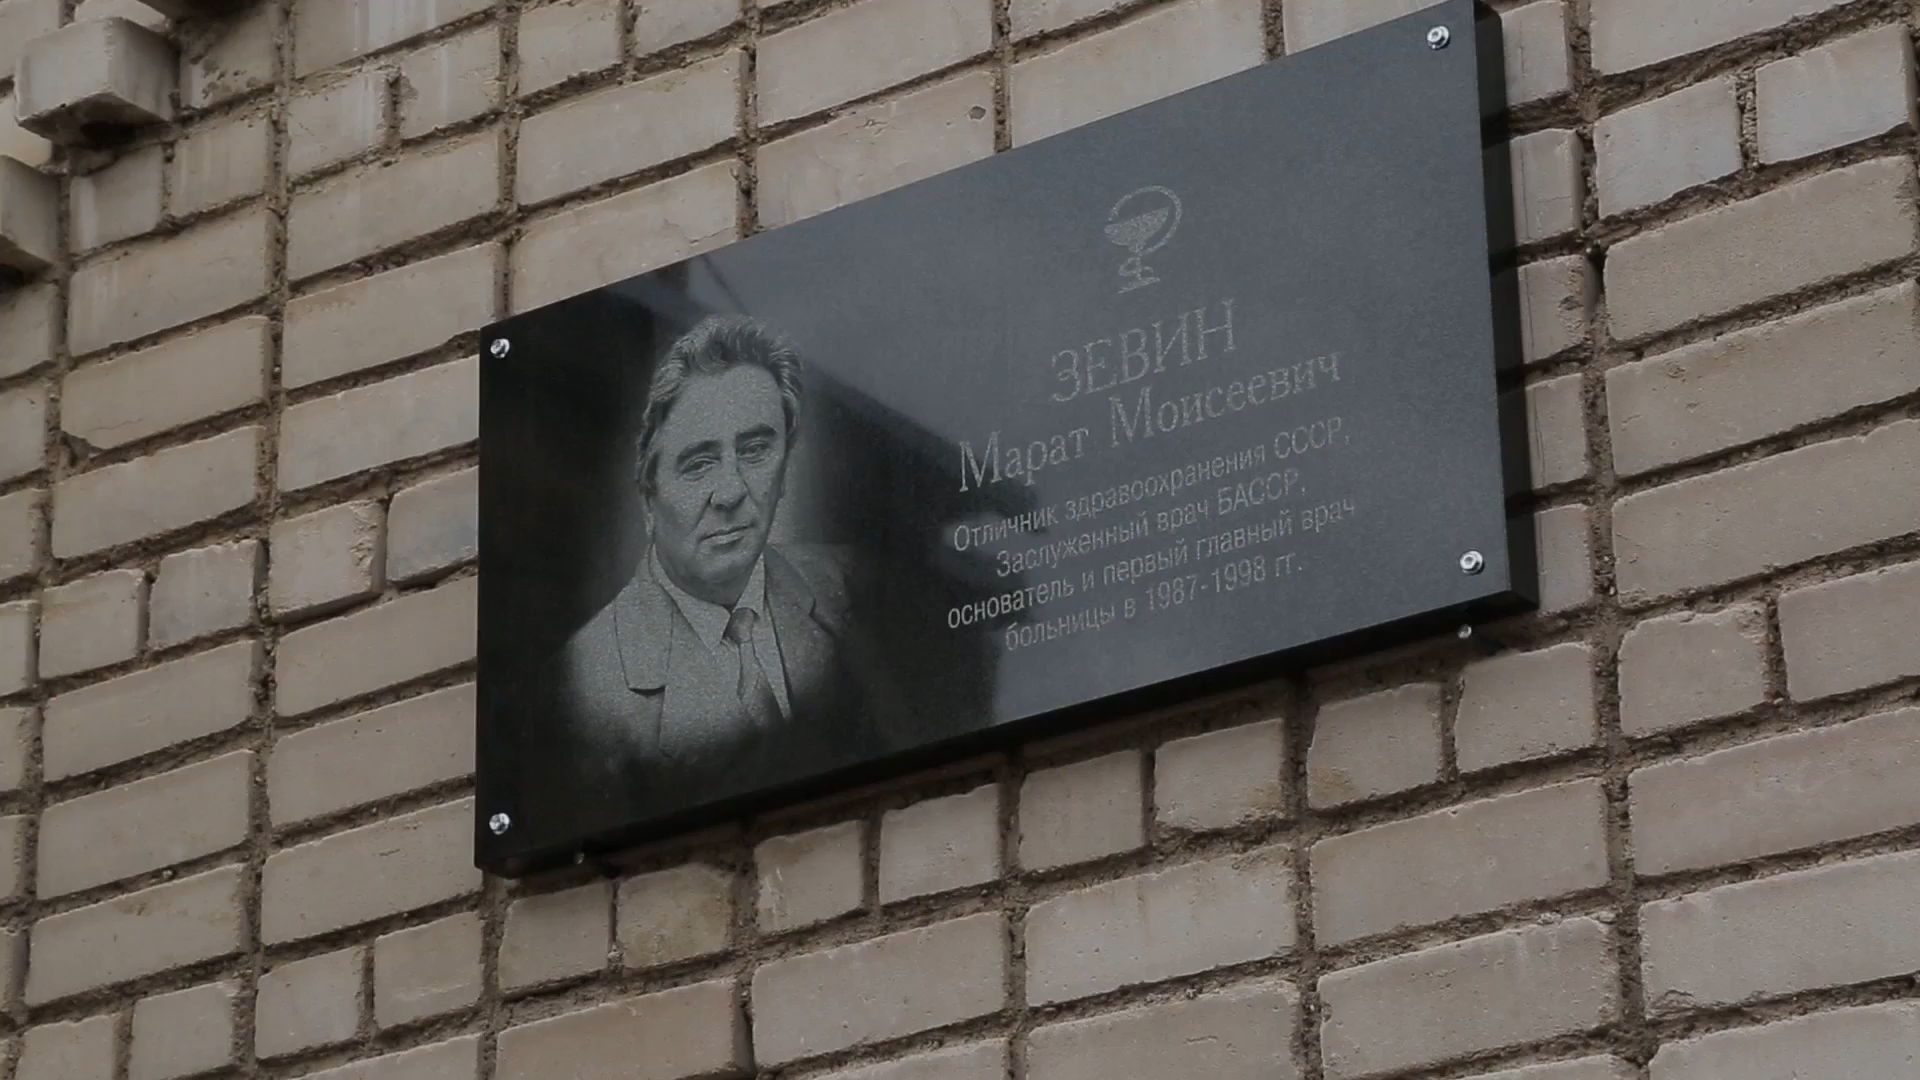 ЗЕВИН
Марат Моисеевич
Отличник здравоохранения СССР,
Заслуженный врач БАССР,
основатель и первый главный врач
больницы в 1987-1998 гг.